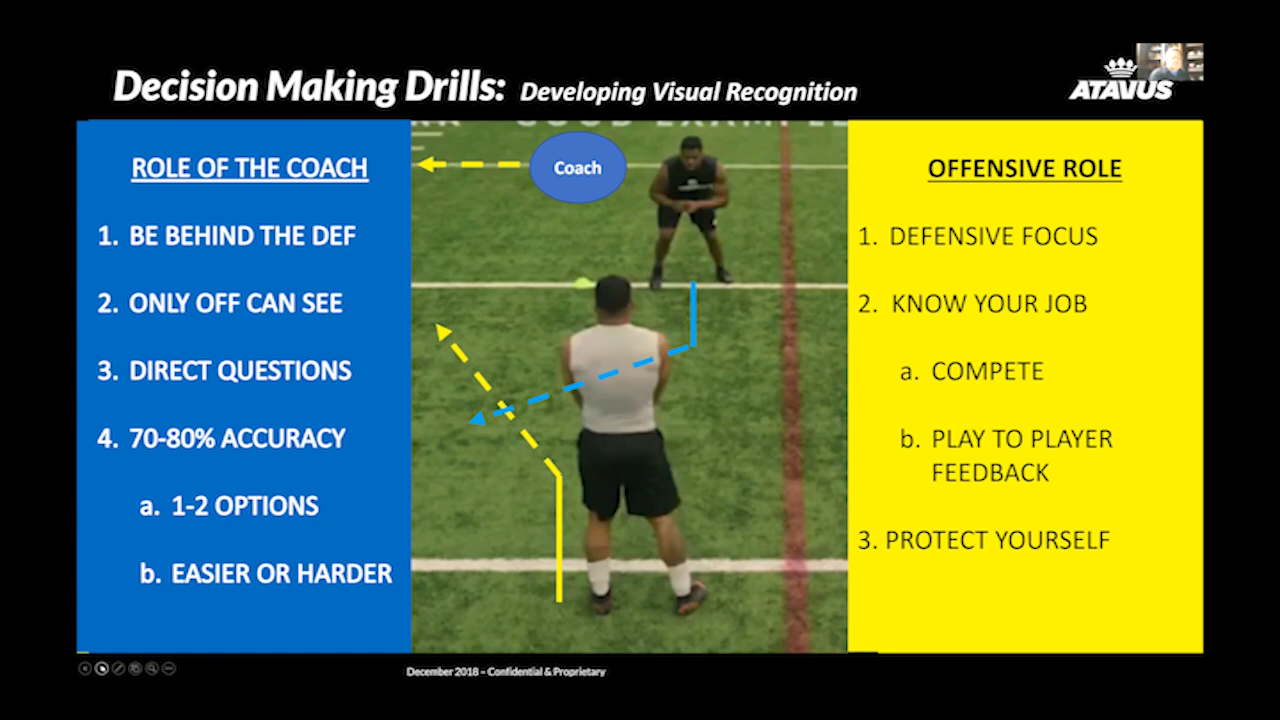 Decision Making Drills: Developing Visual Recognition
ATAVUS
ROLE OF THE COACH
1. BE BEHIND THE DEF
2. ONLY OFF CAN SEE
3. DIRECT QUESTIONS
4. 70-80% ACCURACY
a. 1-2 OPTIONS
b. EASIER OR HARDER
Coach
OFFENSIVE ROLE
1. DEFENSIVE FOCUS
2. KNOW YOUR JOB
a. COMPETE
b. PLAY TO PLAYER
FEEDBACK
3. PROTECT YOURSELF
December 2018 – Confidential & Proprietary